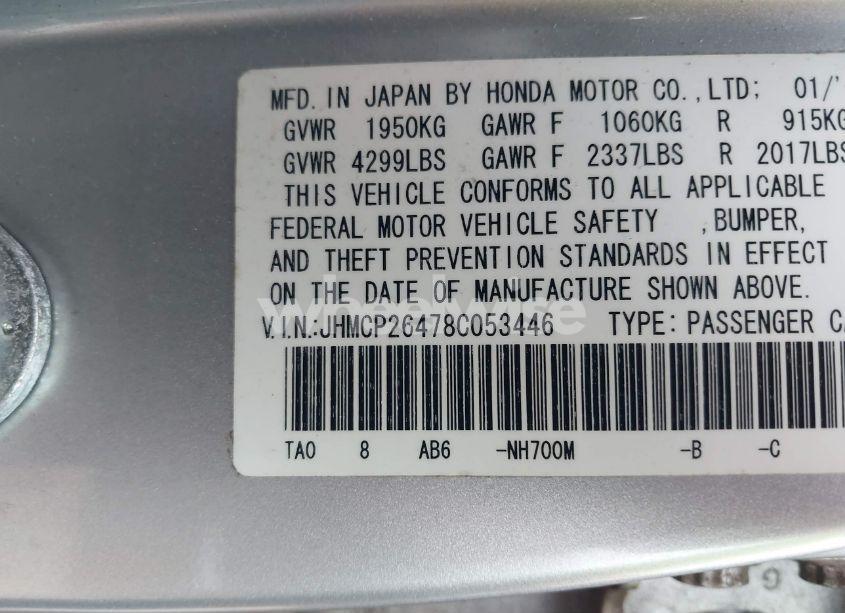 MFD. IN JAPAN BY HONDA MOTOR CO.,LTD; 01/'
GVWR 1950KG GAWR F 1060KG R 915KG
GVWR 4299LBS GAWR F 2337LBS R 2017LBS
THIS VEHICLE CONFORMS TO ALL APPLICABLE
FEDERAL MOTOR VEHICLE SAFETY ,BUMPER,
AND THEFT PREVENTION STANDARDS IN EFFECT
ON THE DATE OF MANUFACTURE SHOWN ABOVE.
wheelwise
V.I.N.:JHMCP26478C053446 TYPE: PASSENGER CA
TA0 8 AB6 -NH700M -B -C